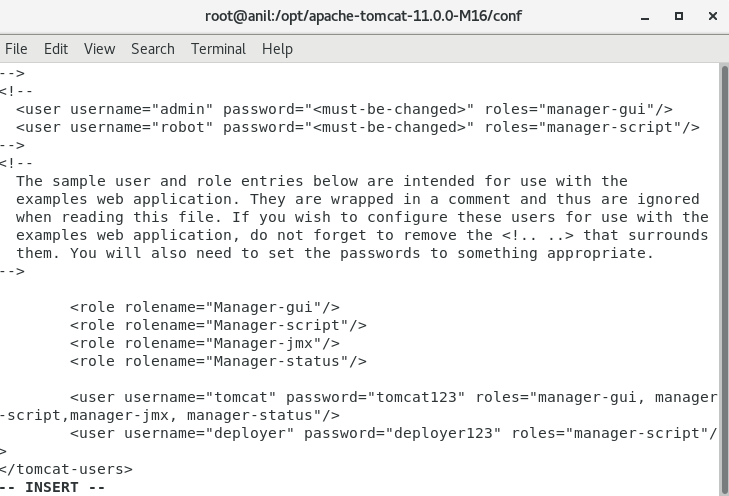 root@anil:/opt/apache-tomcat-11.0.0-M16/conf
File Edit View Search Terminal Help
-->
<!--
  <user username="admin" password="<must-be-changed>" roles="manager-gui"/>
  <user username="robot" password="<must-be-changed>" roles="manager-script"/>
-->
<!--
  The sample user and role entries below are intended for use with the
  examples web application. They are wrapped in a comment and thus are ignored
  when reading this file. If you wish to configure these users for use with the
  examples web application, do not forget to remove the <!.. ..> that surrounds
  them. You will also need to set the passwords to something appropriate.
-->
        <role rolename="Manager-gui"/>
        <role rolename="Manager-script"/>
        <role rolename="Manager-jmx"/>
        <role rolename="Manager-status"/>
        <user username="tomcat" password="tomcat123" roles="manager-gui, manager
-script,manager-jmx, manager-status"/>
        <user username="deployer" password="deployer123" roles="manager-script"/
>
</tomcat-users>
-- INSERT --